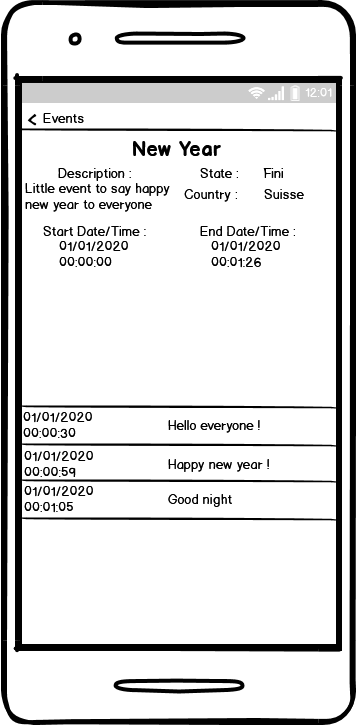 12:01
Events
New Year
Description :
Little event to say happy
new year to everyone
State : Fini
Country : Suisse
Start Date/Time :
01/01/2020
00:00:00
End Date/Time :
01/01/2020
00:01:26
01/01/2020
00:00:30
Hello everyone !
01/01/2020
00:00:59
Happy new year !
01/01/2020
00:01:05
Good night